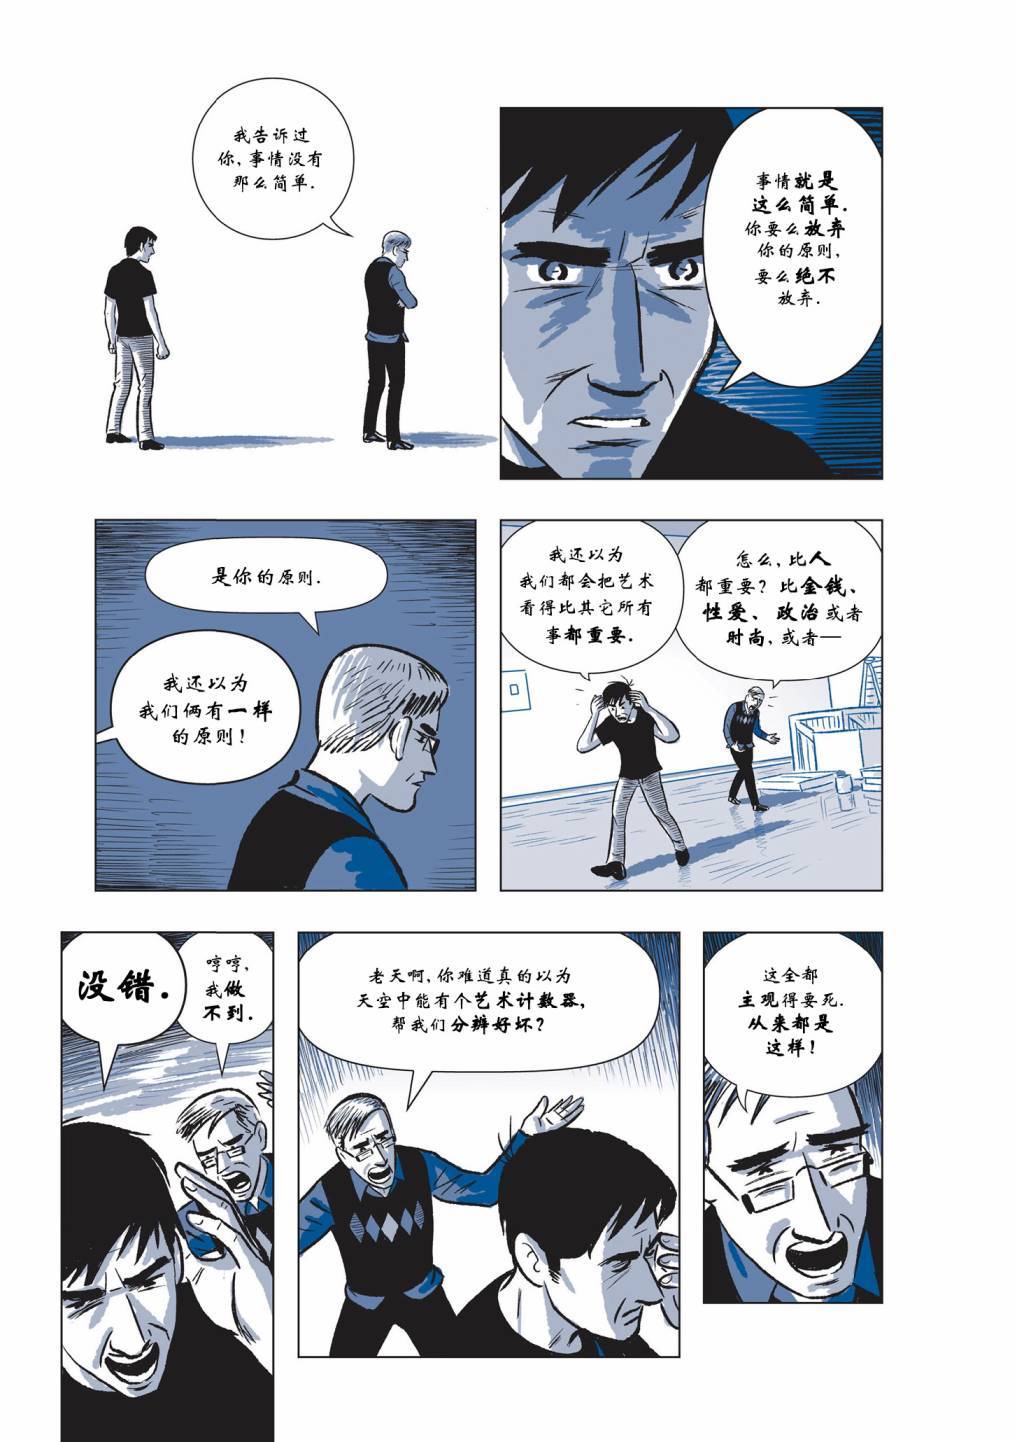 我告诉过
你,事情没有
那么简单.
事情就是
这么简单.
你要么放弃
你的原则,
要么绝不
放弃.
是你的原则.
我还以为
我们俩有一样
的原则!
我还以为
我们都会把艺术
看得比其它所有
事都重要.
怎么,比人
都重要?比金钱、
性爱、政治或者
时尚,或者—
没错.
哼哼,
我做
不到.
老天啊,你难道真的以为
天空中能有个艺术计数器,
帮我们分辨好坏?
这全都
主观得要死.
从来都是
这样!